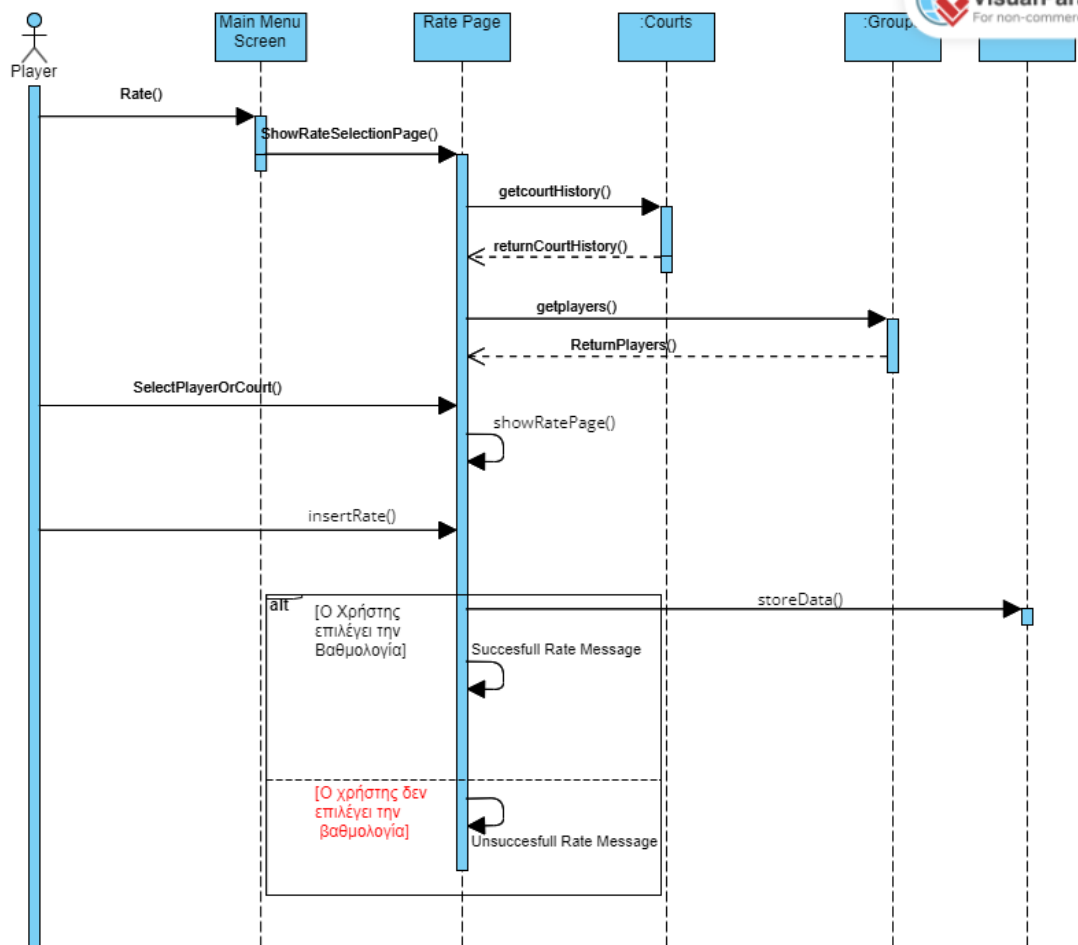 Main Menu
Screen
Rate Page
:Courts
:Group
For non-commer
Player
Rate()
ShowRateSelectionPage()
getcourtHistory()
returnCourtHistory()
getplayers()
ReturnPlayers()
SelectPlayerOrCourt()
showRatePage()
insertRate()
alt
[Ο Χρήστης
επιλέγει την
Βαθμολογία]
storeData()
Succesfull Rate Message
[Ο χρήστης δεν
επιλέγει την
βαθμολογία]
Unsuccesfull Rate Message